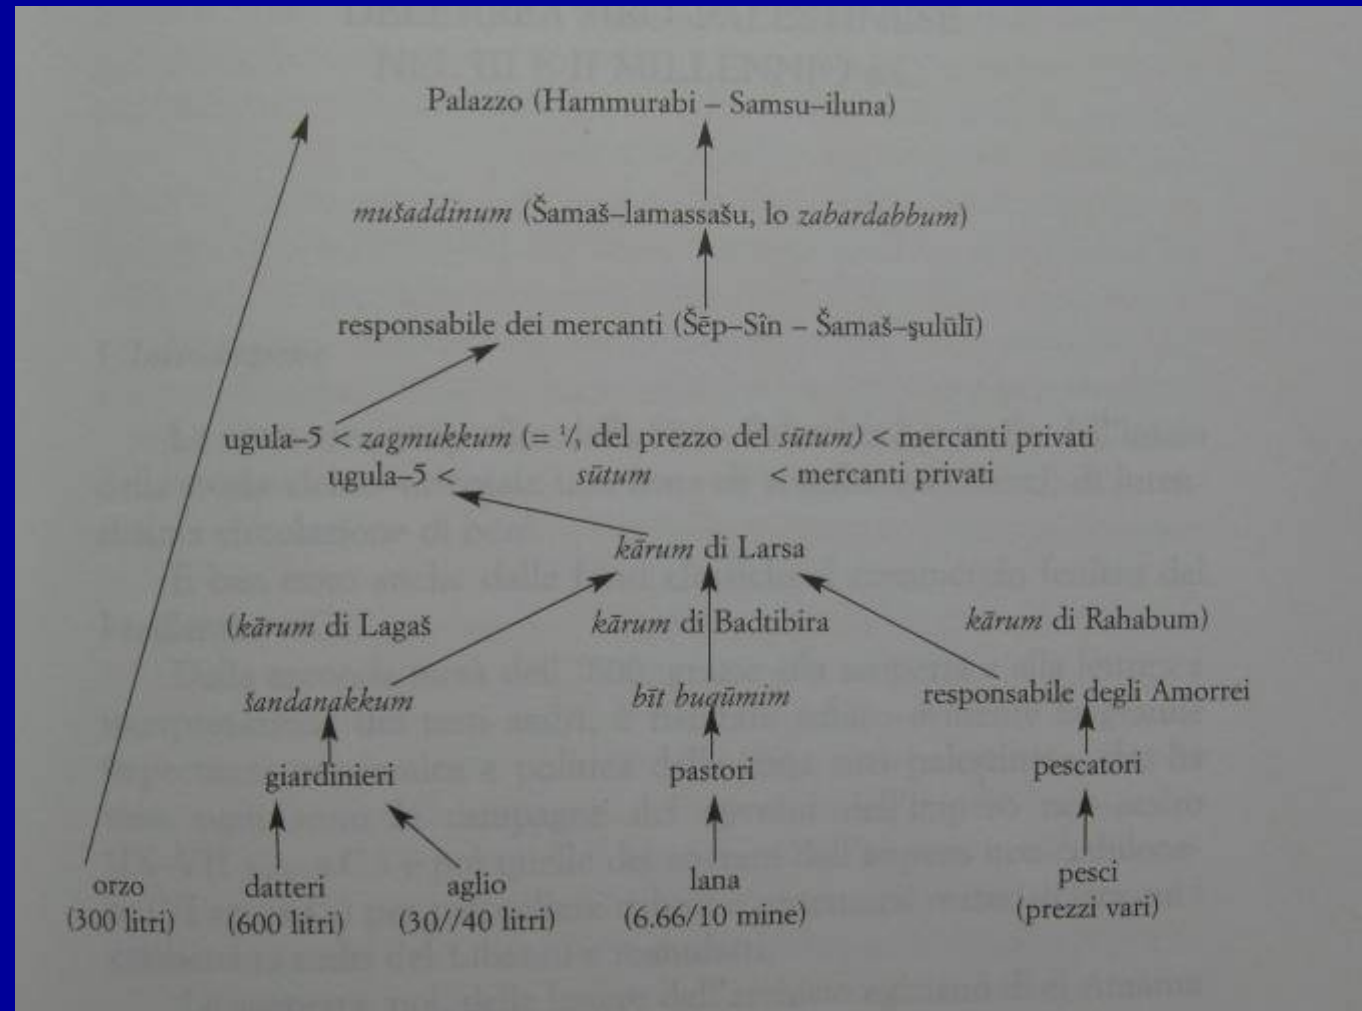 Palazzo (Hammurabi – Samsu–iluna)
mušaddinum (Šamaš–lamassašu, lo zabardabbum)
responsabile dei mercanti (Šēp–Sîn – Šamaš–ṣulūlī)
ugula–5 < zagmukkum (= del prezzo del sūtum) < mercanti privati
ugula–5 < sūtum < mercanti privati
kārum di Larsa
(kārum di Lagaš kārum di Badtibira kārum di Rahabum)
šandanakkum bīt buqūmim responsabile degli Amorrei
giardinieri pastori pescatori
orzo datteri aglio lana pesci
(300 litri) (600 litri) (30//40 litri) (6.66/10 mine) (prezzi vari)